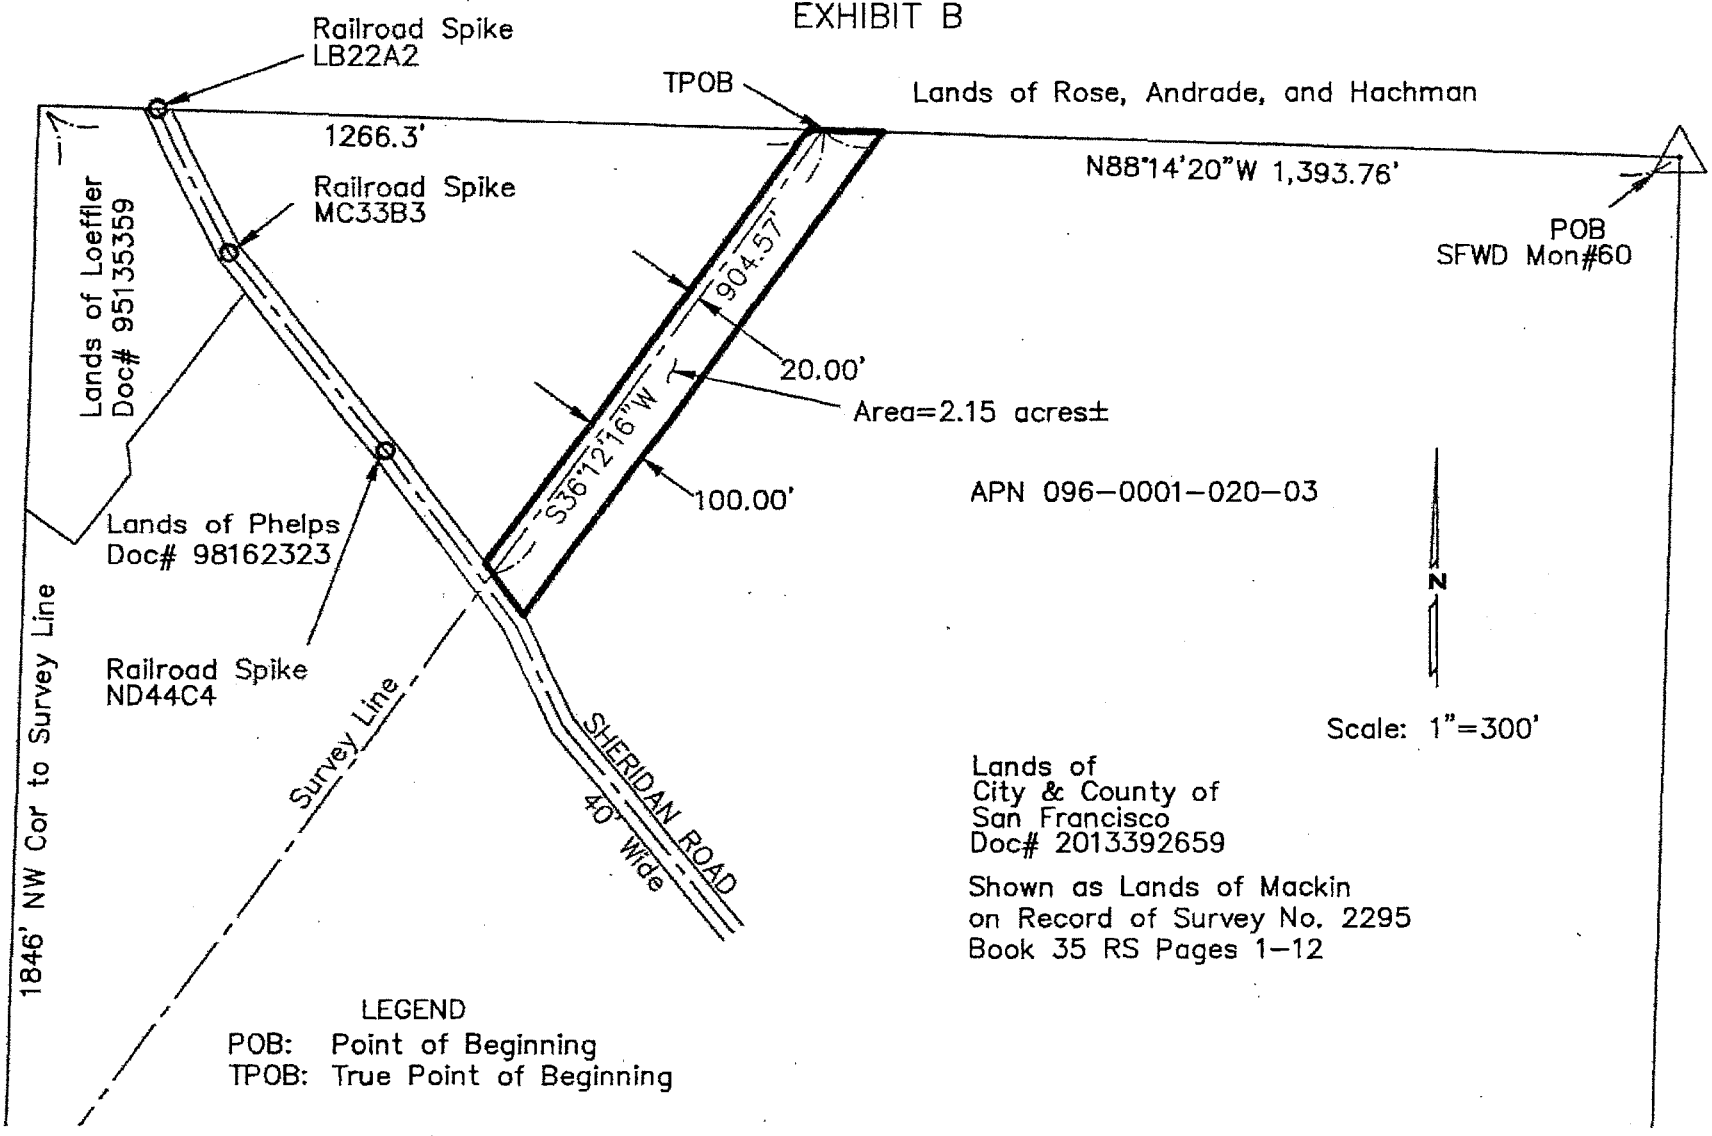 EXHIBIT B
Railroad Spike
LB22A2
TPOB
Lands of Rose, Andrade, and Hachman
1266.3'
N88°14'20"W 1,393.76'
Railroad Spike
MC33B3
POB
SFWD Mon#60
Lands of Loeffler
Doc# 95135359
904.57'
20.00'
Area=2.15 acres±
S36°12'16"W
100.00'
APN 096-0001-020-03
Lands of Phelps
Doc# 98162323
N
Railroad Spike
ND44C4
1846' NW Cor to Survey Line
Survey Line
SHERIDAN ROAD
40' Wide
Scale: 1"=300'
Lands of
City & County of
San Francisco
Doc# 2013392659
Shown as Lands of Mackin
on Record of Survey No. 2295
Book 35 RS Pages 1-12
LEGEND
POB: Point of Beginning
TPOB: True Point of Beginning